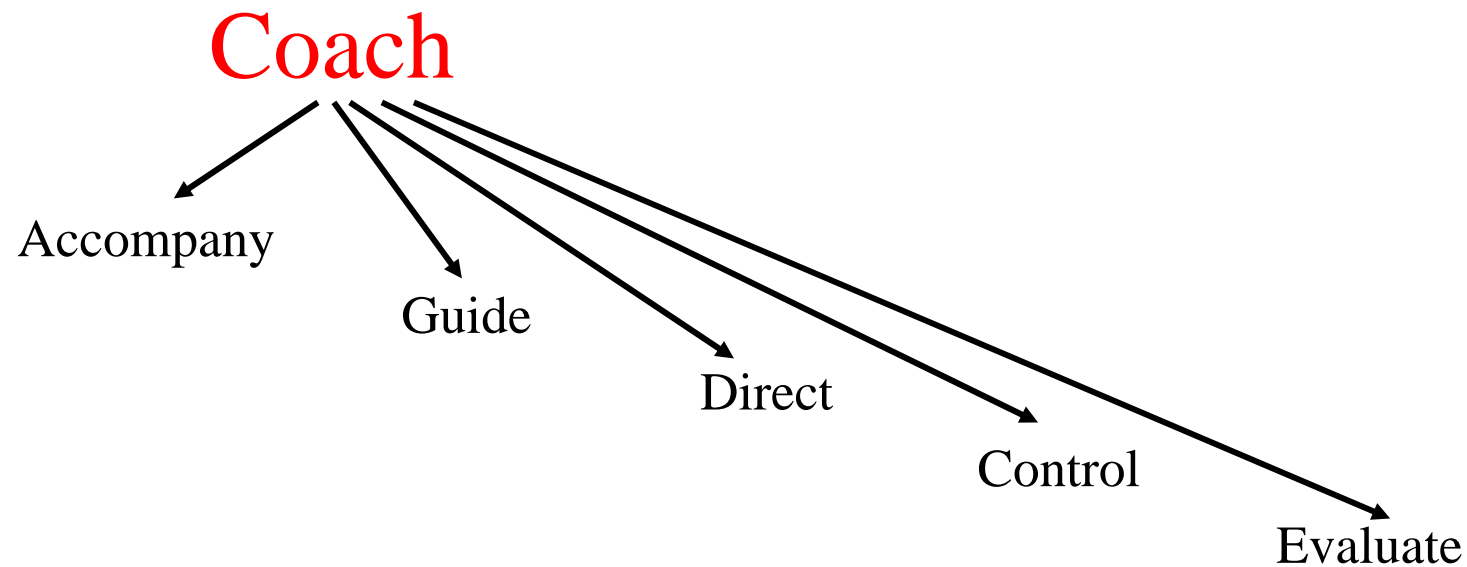 Coach
Accompany
Guide
Direct
Control
Evaluate